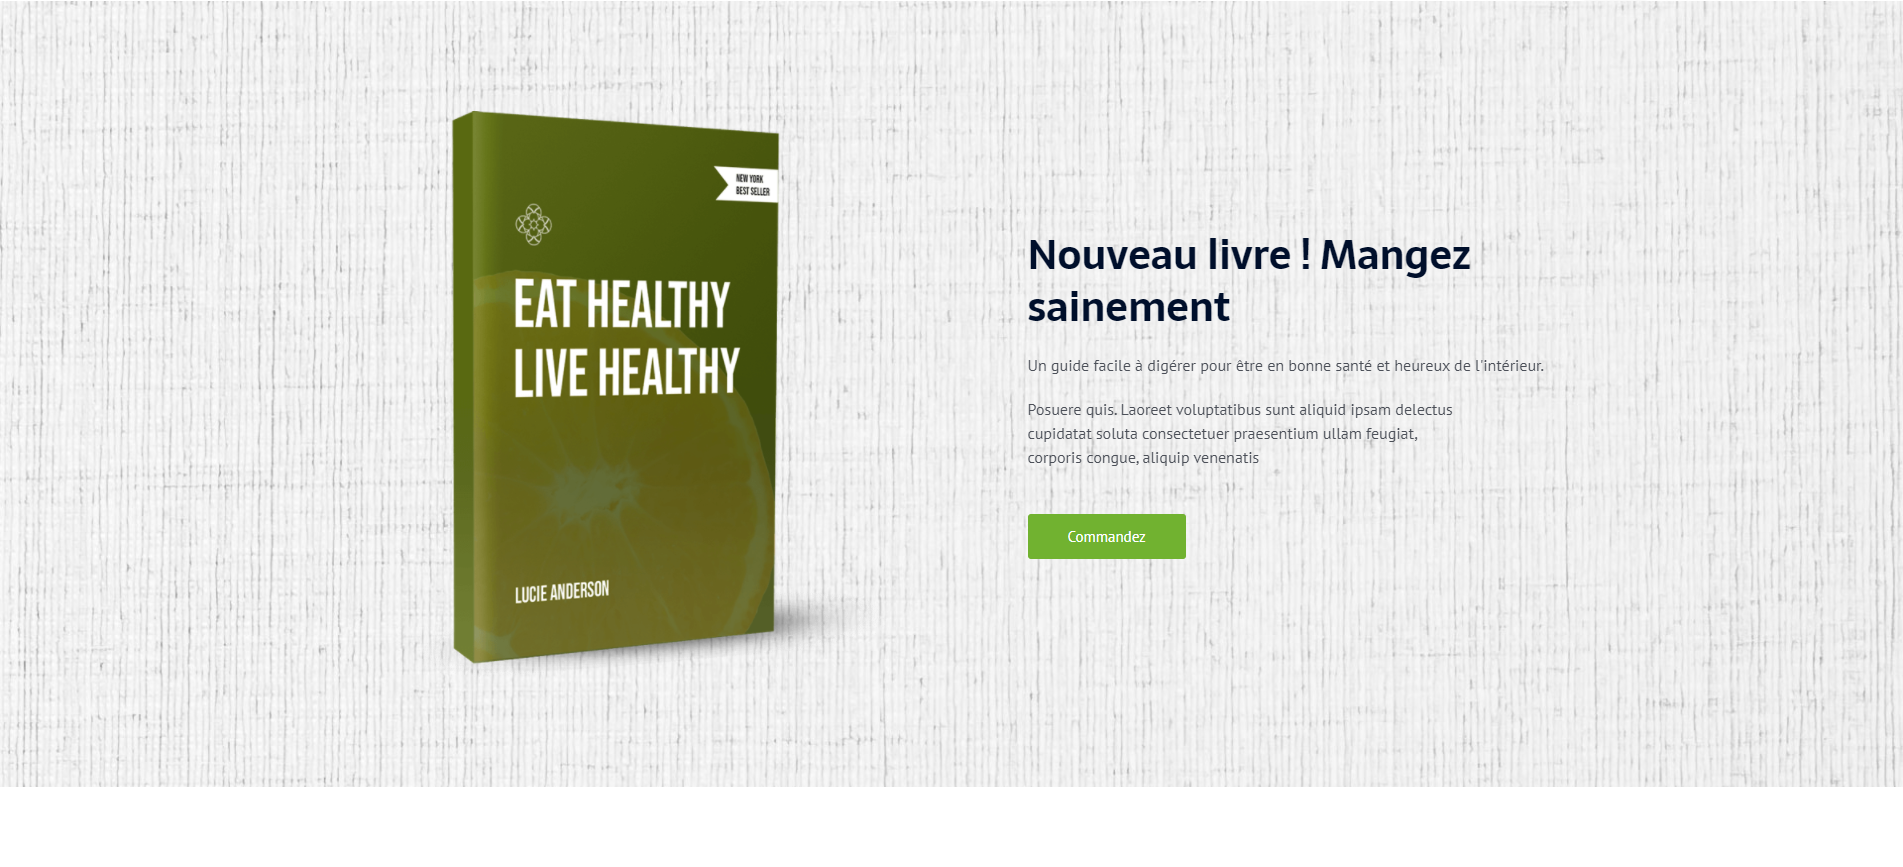 NEW YORK
BEST SELLER
EAT HEALTHY
LIVE HEALTHY
LUCIE ANDERSON
Nouveau livre ! Mangez
sainement
Un guide facile à digérer pour être en bonne santé et heureux de l'intérieur.
Posuere quis. Laoreet voluptatibus sunt aliquid ipsam delectus
cupidatat soluta consectetuer praesentium ullam feugiat,
corporis congue, aliquip venenatis
Commandez